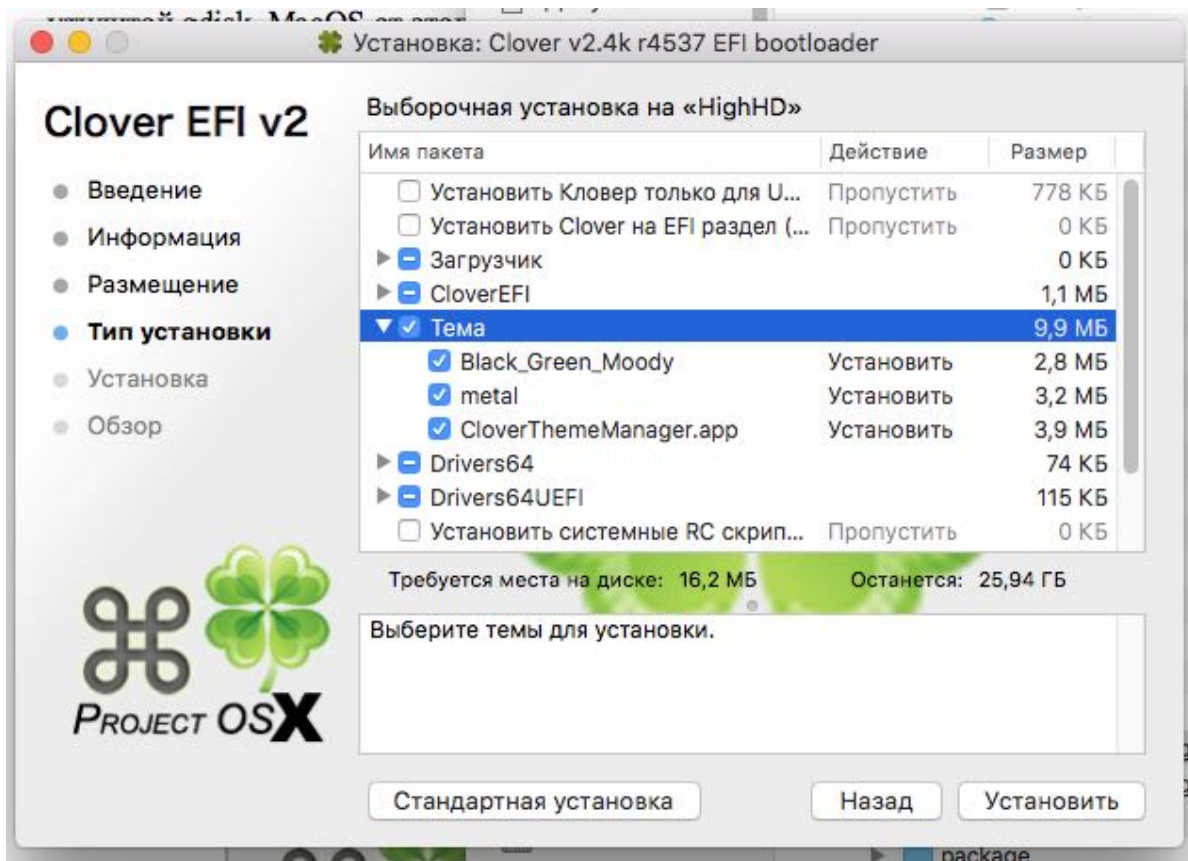 Установка: Clover v2.4k r4537 EFI bootloader
Clover EFI v2
Введение
Информация
Размещение
Тип установки
Установка
Обзор
PROJECT OSX
Выборочная установка на «HighHD»
Имя пакета Действие Размер
Установить Кловер только для U... Пропустить 778 КБ
Установить Clover на EFI раздел (... Пропустить 0 КБ
Загрузчик 0 КБ
CloverEFI 1,1 МБ
Тема 9,9 МБ
Black_Green_Moody Установить 2,8 МБ
metal Установить 3,2 МБ
CloverThemeManager.app Установить 3,9 МБ
Drivers64 74 КБ
Drivers64UEFI 115 КБ
Установить системные RC скрип... Пропустить 0 КБ
Требуется места на диске: 16,2 МБ Останется: 25,94 ГБ
Выберите темы для установки.
Стандартная установка Назад Установить
package